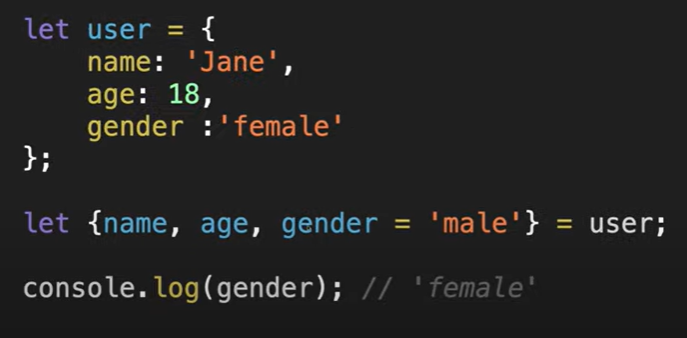 let user = {
    name: 'Jane',
    age: 18,
    gender :'female'
};
let {name, age, gender = 'male'} = user;
console.log(gender); // 'female'